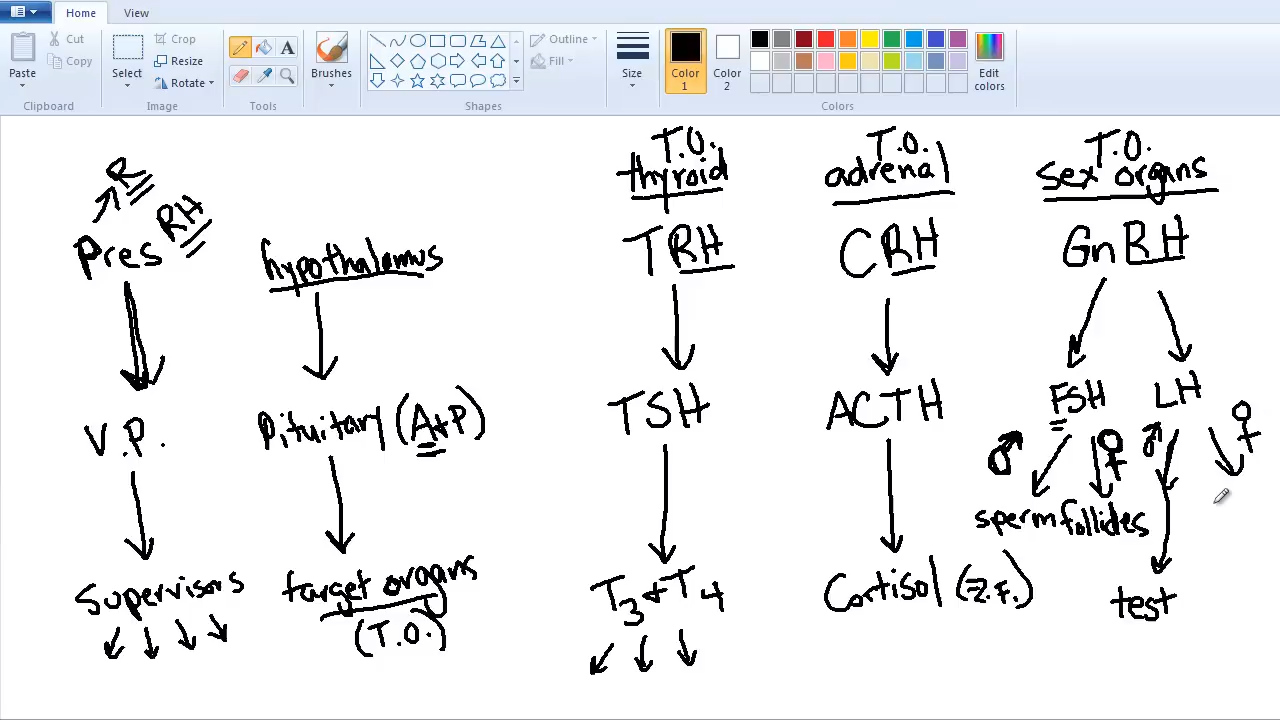 Home View
Paste Cut Copy
Clipboard
Select Crop Resi Rotate
Image
A
Tools
Brushes
Shapes
Outline
Fill
Size
Color 1
Color 2
Edit colors
Colors
R
RH
Pres
V.P.
Supervisors
hypothalamus
Pituitary (A+P)
target organs
(T.O.)
T.O.
thyroid
TRH
TSH
T3 + T4
T.O.
adrenal
CRH
ACTH
Cortisol (Z.F.)
T.O.
sex organs
GnRH
FSH LH
♂ ♀ ♂ ♀
sperm follicles
test